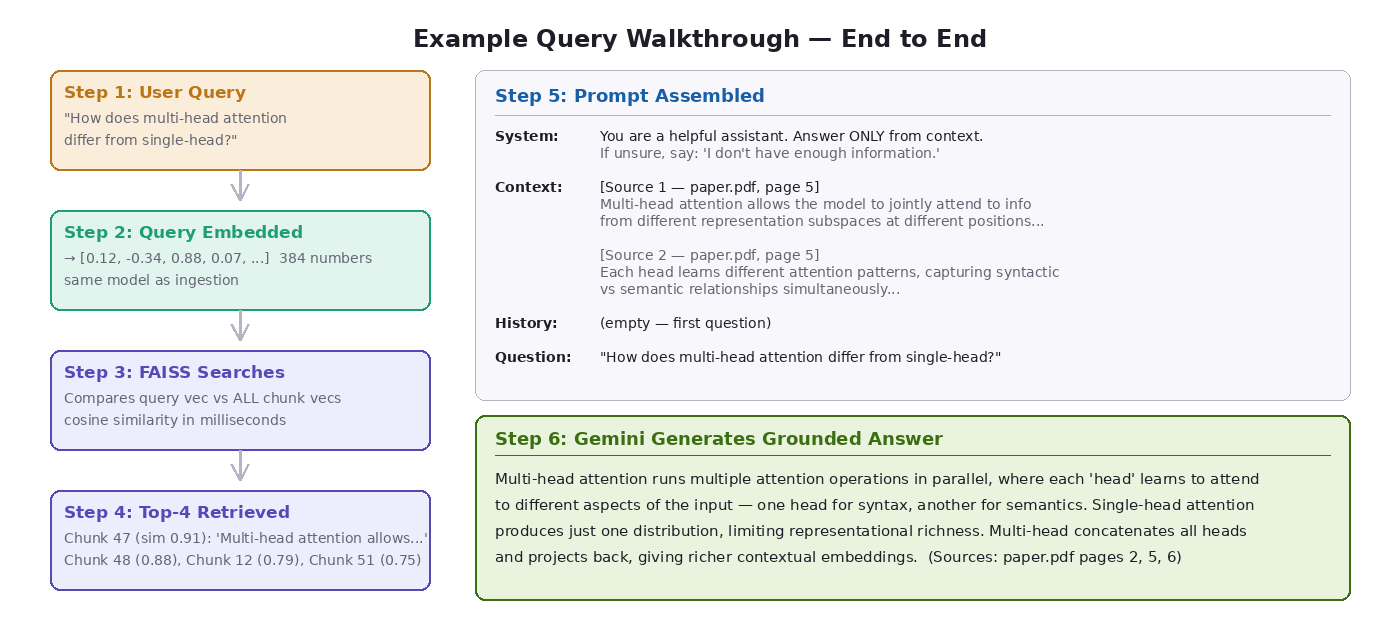 Example Query Walkthrough — End to End
Step 1: User Query
"How does multi-head attention
differ from single-head?"
Step 2: Query Embedded
→ [0.12, -0.34, 0.88, 0.07, ...]  384 numbers
same model as ingestion
Step 3: FAISS Searches
Compares query vec vs ALL chunk vecs
cosine similarity in milliseconds
Step 4: Top-4 Retrieved
Chunk 47 (sim 0.91): 'Multi-head attention allows...'
Chunk 48 (0.88), Chunk 12 (0.79), Chunk 51 (0.75)
Step 5: Prompt Assembled
System: You are a helpful assistant. Answer ONLY from context.
If unsure, say: 'I don't have enough information.'
Context: [Source 1 — paper.pdf, page 5]
Multi-head attention allows the model to jointly attend to info
from different representation subspaces at different positions...
[Source 2 — paper.pdf, page 5]
Each head learns different attention patterns, capturing syntactic
vs semantic relationships simultaneously...
History: (empty — first question)
Question: "How does multi-head attention differ from single-head?"
Step 6: Gemini Generates Grounded Answer
Multi-head attention runs multiple attention operations in parallel, where each 'head' learns to attend
to different aspects of the input — one head for syntax, another for semantics. Single-head attention
produces just one distribution, limiting representational richness. Multi-head concatenates all heads
and projects back, giving richer contextual embeddings.  (Sources: paper.pdf pages 2, 5, 6)